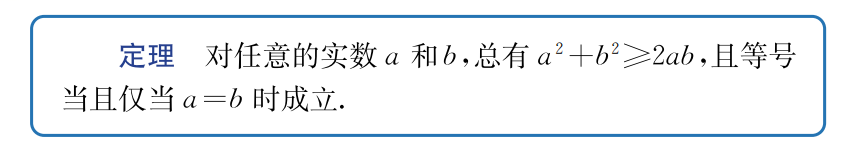 定理 对任意的实数 a 和 b,总有 a²+b²≥2ab,且等号
当且仅当 a=b 时成立.